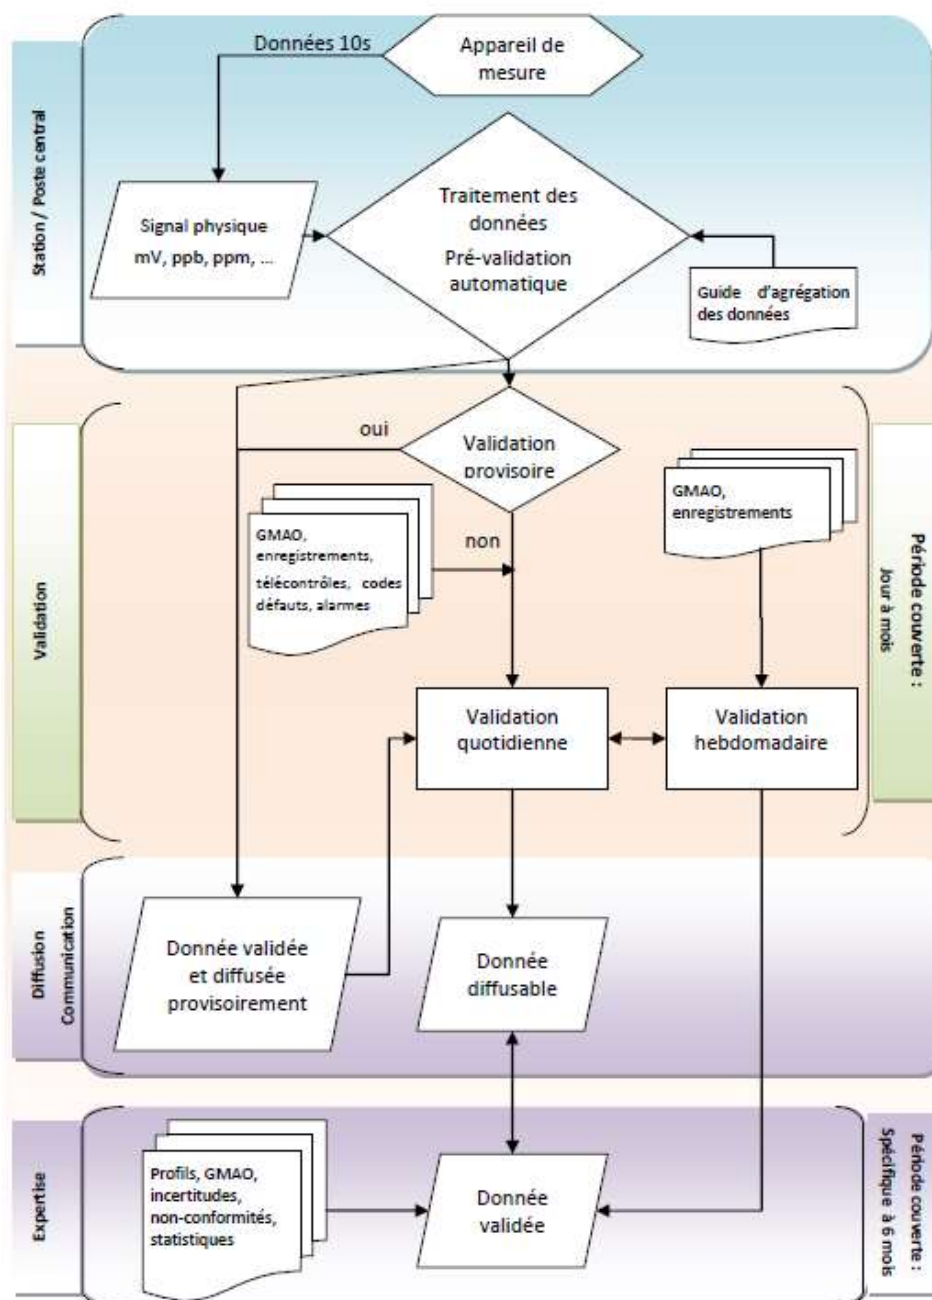 Données 10s
Appareil de
mesure
Station / Poste central
Signal physique
mV, ppb, ppm, ...
Traitement des
données
Pré-validation
automatique
Guide d'agrégation
des données
oui
Validation
provisoire
GMAO,
enregistrements
non
GMAO,
enregistrements,
télécontrôles, codes
défauts, alarmes
Validation
Période couverte :
Jour à mois
Validation
quotidienne
Validation
hebdomadaire
Diffusion
Communication
Donnée validée
et diffusée
provisoirement
Donnée
diffusable
Expertise
Profils, GMAO,
incertitudes,
non-conformités,
statistiques
Donnée
validée
Période couverte :
Spécifique à 6 mois